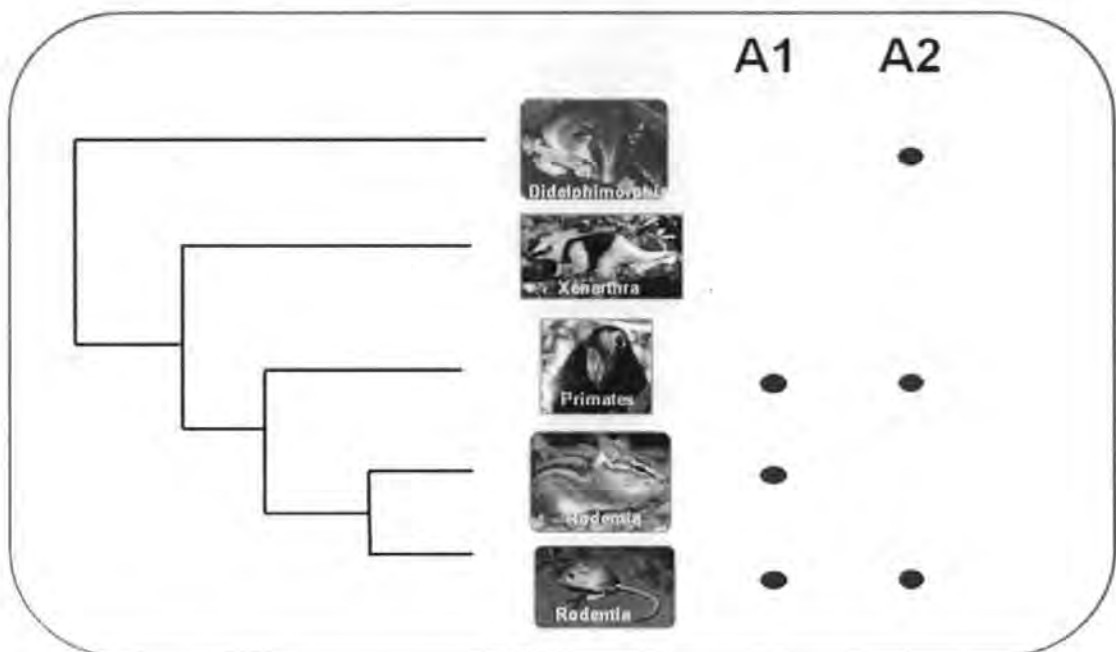 A1 A2
Didelphimorphia
Xenarthra
Primates
Rodentia
Rodentia